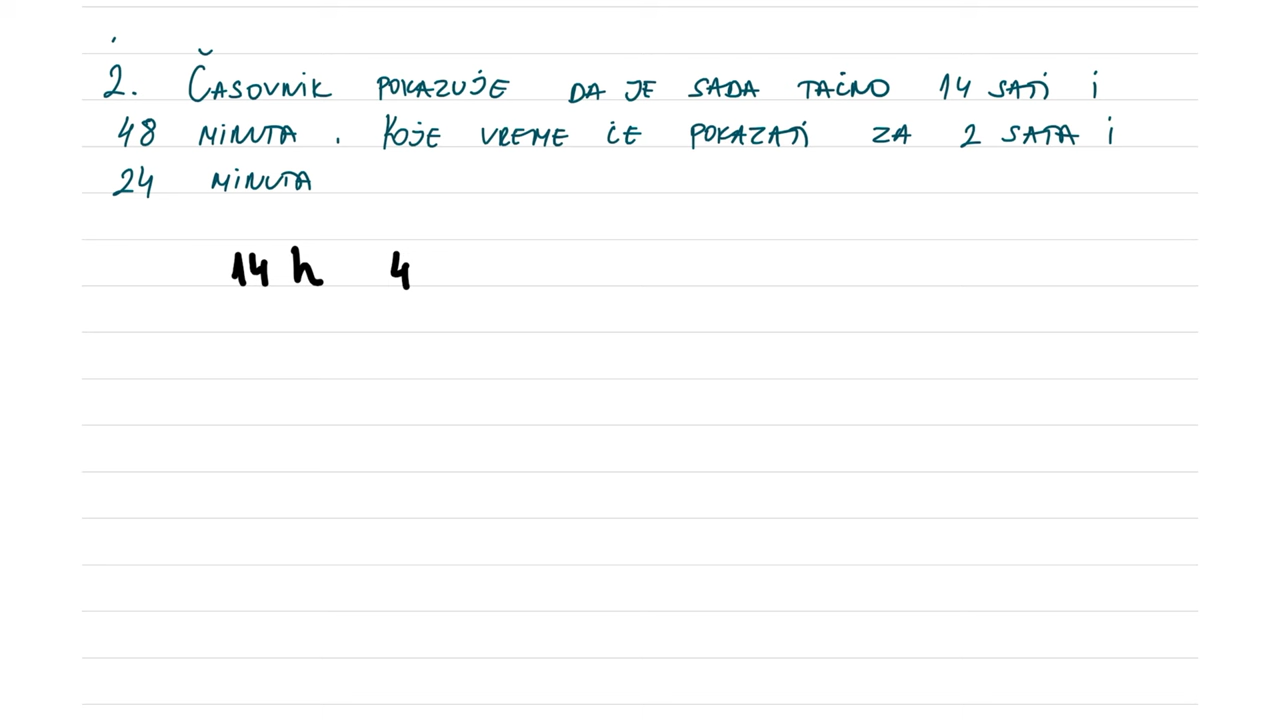 2. ČASOVNIK POKAZUJE DA JE SADA TAČNO 14 SATI I
48 MINUTA. KOJE VREME ĆE POKAZATI ZA 2 SATA I
24 MINUTA
14 h 4